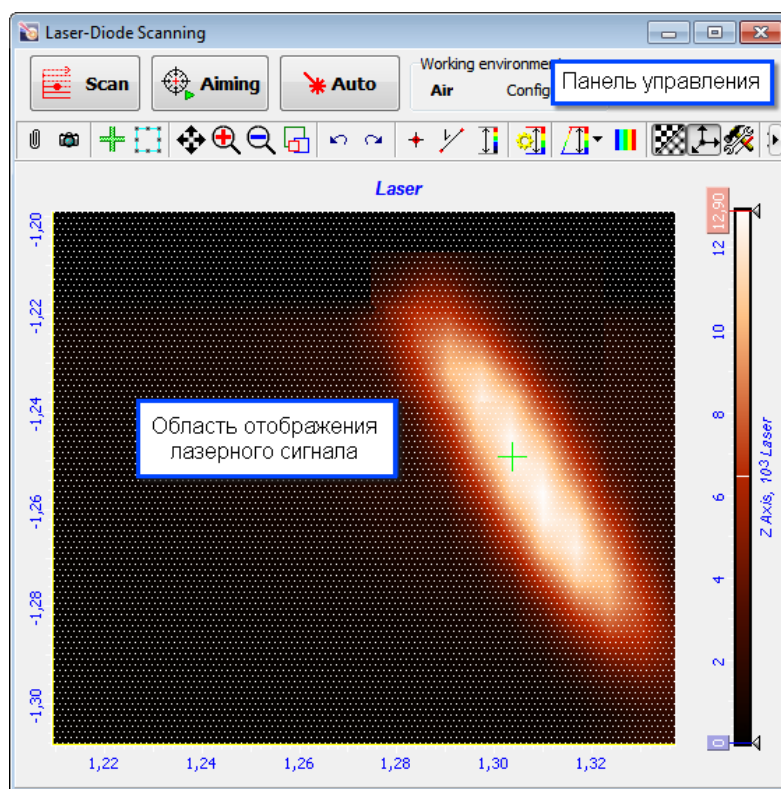 Laser-Diode Scanning
Scan
Aiming
Auto
Working environment
Air
Панель управления
Laser
-1,20
-1,22
-1,24
-1,26
-1,28
-1,30
Область отображения
лазерного сигнала
1,22
1,24
1,26
1,28
1,30
1,32
12,90
12
10
8
6
4
2
0
Z Axis, 10³ Laser